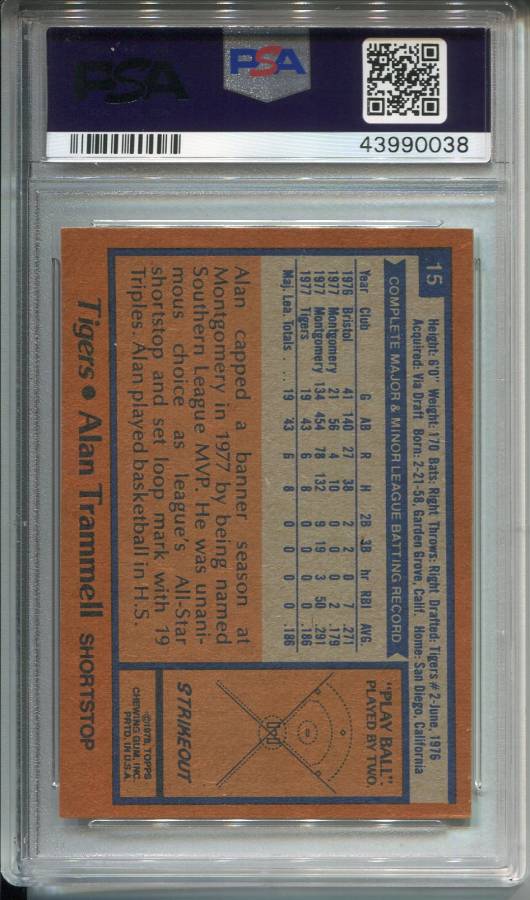 PSA
PSA
43990038
15
Height: 6'0" Weight: 170 Bats: Right Throws: Right Drafted: Tigers #2-June, 1976
Acquired: Via Draft Born: 2-21-58, Garden Grove, Calif. Home: San Diego, California
COMPLETE MAJOR & MINOR LEAGUE BATTING RECORD
Year Club G AB R H 2B 3B hr RBI AVG
1976 Bristol 41 140 27 38 2 2 0 7 .271
1977 Montgomery 21 56 4 10 0 0 0 2 .179
1977 Montgomery 134 454 78 132 9 19 3 50 .291
1977 Tigers 19 43 6 8 0 0 0 0 .186
Maj. Lea. Totals... 19 43 6 8 0 0 0 0 .186
Alan capped a banner season at
Montgomery in 1977 by being named
Southern League MVP. He was unani-
mous choice as league's All-Star
shortstop and set loop mark with 19
Triples. Alan played basketball in H.S.
"PLAY BALL"
PLAYED BY TWO
STRIKEOUT
©1978, TOPPS
CHEWING GUM, INC.
PRTD. IN U.S.A.
Tigers • Alan Trammell SHORTSTOP